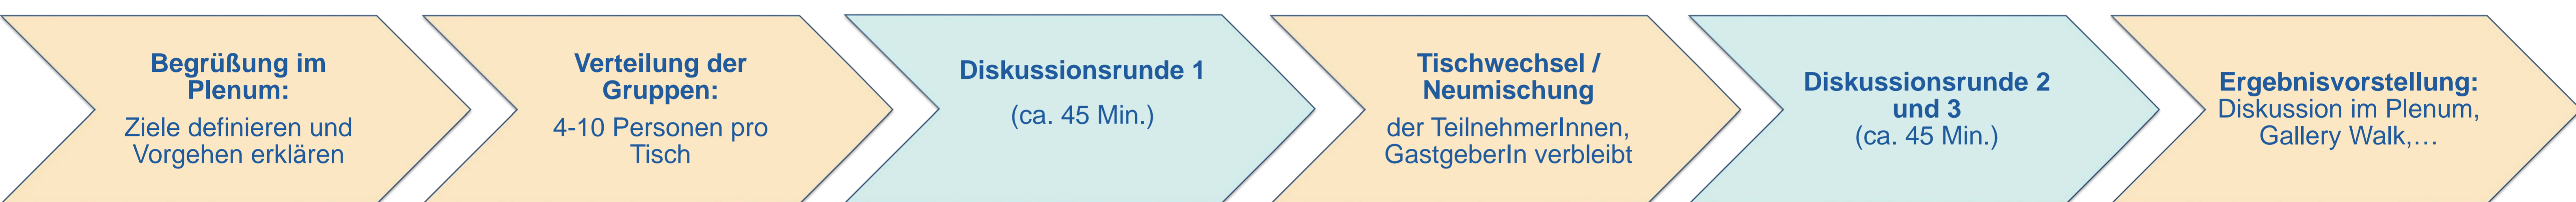 Begrüßung im
Plenum:
Ziele definieren und
Vorgehen erklären
Verteilung der
Gruppen:
4-10 Personen pro
Tisch
Diskussionsrunde 1
(ca. 45 Min.)
Tischwechsel /
Neumischung
der TeilnehmerInnen,
GastgeberIn verbleibt
Diskussionsrunde 2
und 3
(ca. 45 Min.)
Ergebnisvorstellung:
Diskussion im Plenum,
Gallery Walk,…